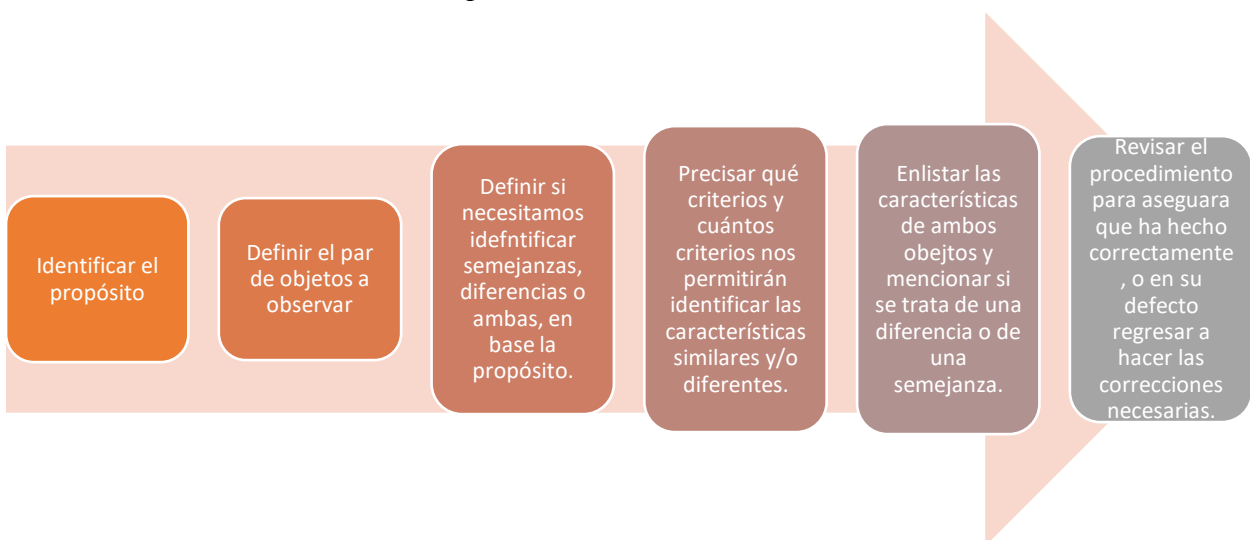 Identificar el
propósito
Definir el par
de objetos a
observar
Definir si
necesitamos
idefntificar
semejanzas,
diferencias o
ambas, en
base la
propósito.
Precisar qué
criterios y
cuántos
criterios nos
permitirán
identificar las
características
similares y/o
diferentes.
Enlistar las
características
de ambos
obejtos y
mencionar si
se trata de una
diferencia o de
una
semejanza.
Revisar el
procedimiento
para asegurara
que ha hecho
correctamente
, o en su
defecto
regresar a
hacer las
correcciones
necesarias.